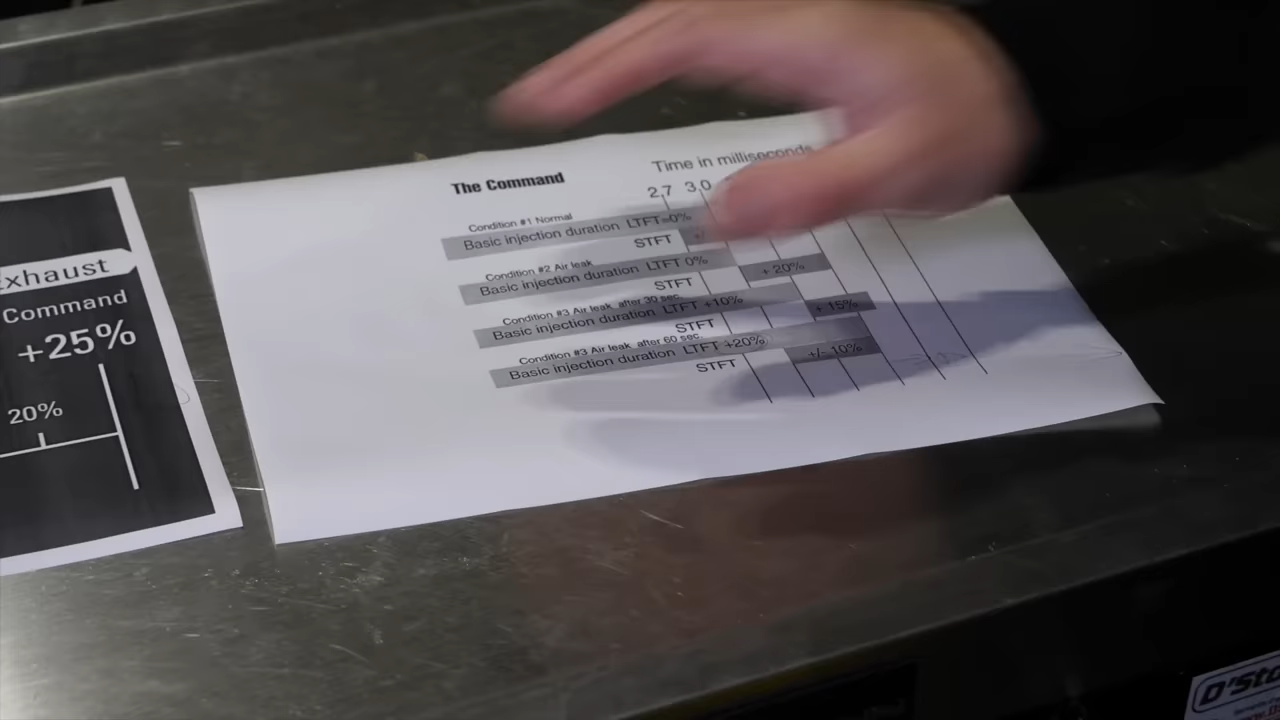 The Command
Time in milliseconds
2.7 3.0
Condition #1 Normal
Basic injection duration LTFT=0%
STFT
Condition #2 Air leak
Basic injection duration LTFT 0%
STFT
+ 20%
Condition #3 Air leak after 30 sec.
Basic injection duration LTFT +10%
STFT
+ 15%
Condition #3 Air leak after 60 sec.
Basic injection duration LTFT +20%
STFT
+/- 10%
Exhaust
Command
+25%
20%